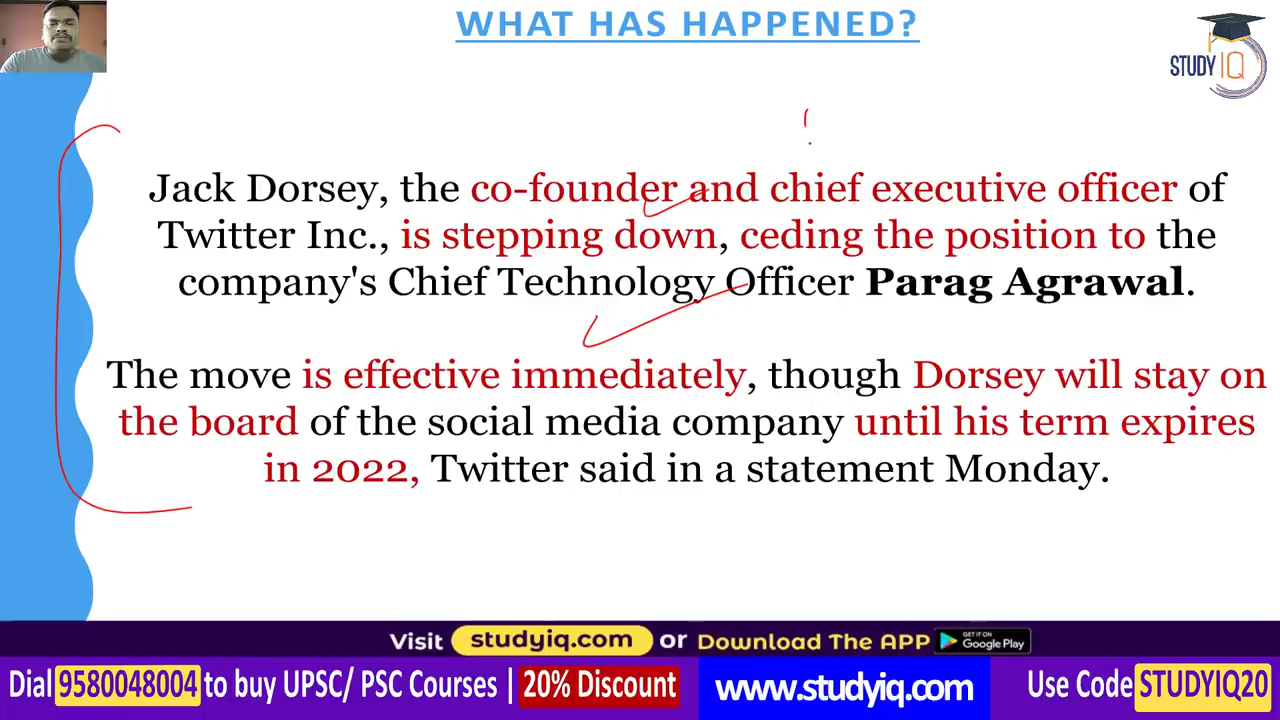 WHAT HAS HAPPENED?
STUDY IQ
Jack Dorsey, the co-founder and chief executive officer of
Twitter Inc., is stepping down, ceding the position to the
company's Chief Technology Officer Parag Agrawal.
The move is effective immediately, though Dorsey will stay on
the board of the social media company until his term expires
in 2022, Twitter said in a statement Monday.
Visit studyiq.com or Download The APP GET IT ON Google Play
Dial 9580048004 to buy UPSC/ PSC Courses | 20% Discount www.studyiq.com Use Code STUDYIQ20